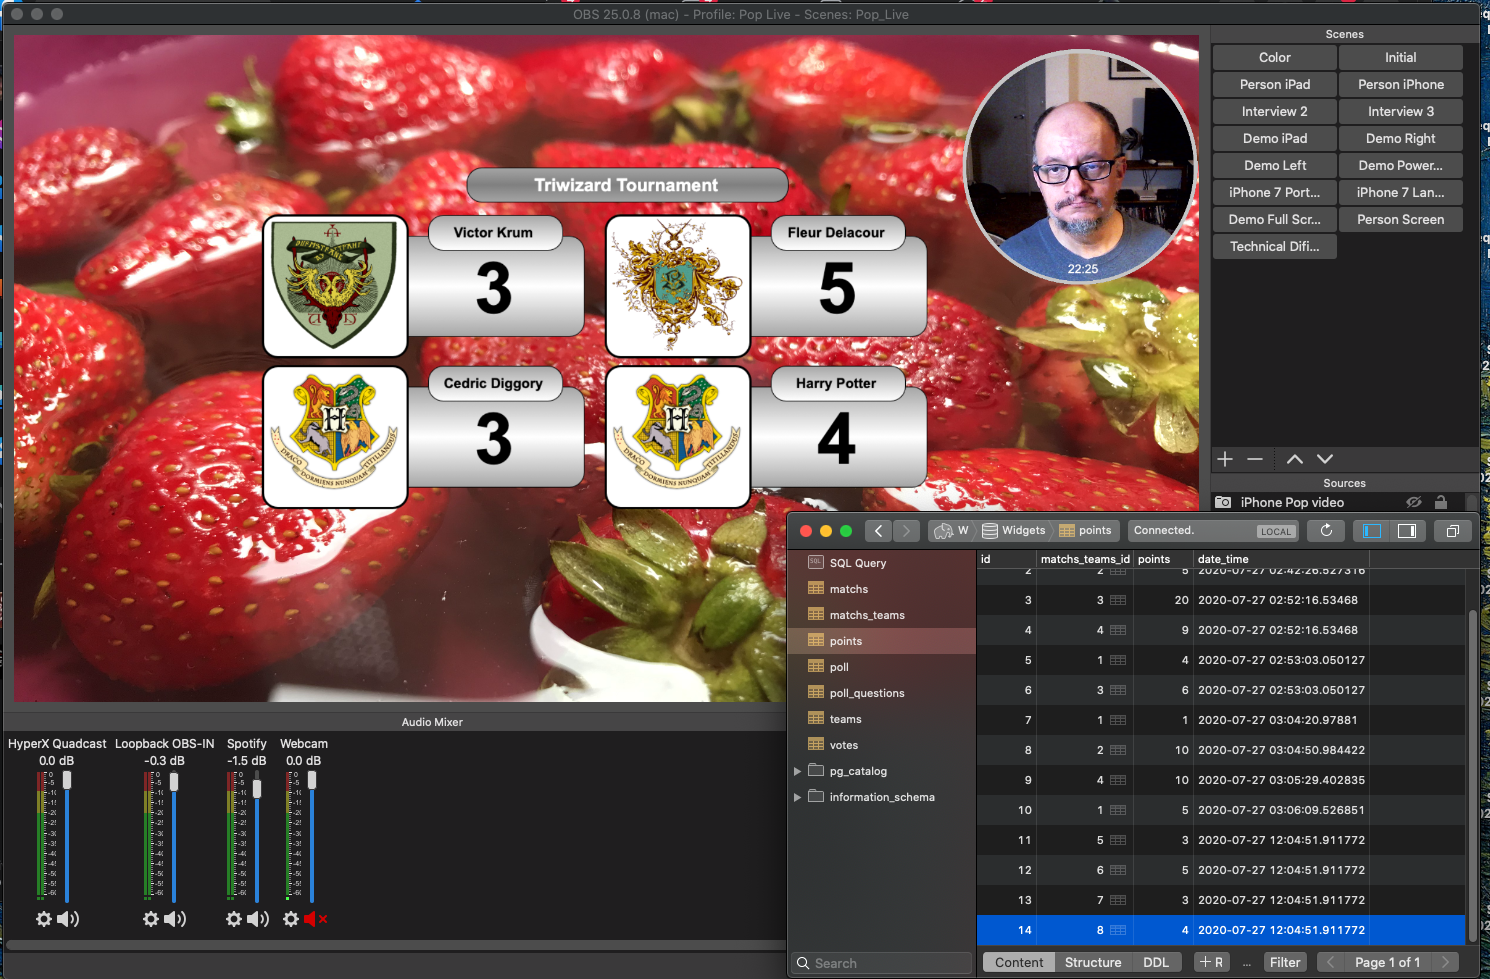 OBS 25.0.8 (mac) - Profile: Pop Live - Scenes: Pop_Live
Triwizard Tournament
Victor Krum
3
Fleur Delacour
5
Cedric Diggory
3
Harry Potter
4
DRACO DORMIENS NUNQUAM TITILLANDUS
DRACO DORMIENS NUNQUAM TITILLANDUS
22:25
Scenes
Color
Initial
Person iPad
Person iPhone
Interview 2
Interview 3
Demo iPad
Demo Right
Demo Left
Demo Power...
iPhone 7 Port...
iPhone 7 Lan...
Demo Full Scr...
Person Screen
Technical Difi...
Sources
iPhone Pop video
Audio Mixer
HyperX Quadcast
0.0 dB
Loopback OBS-IN
-0.3 dB
Spotify
-1.5 dB
Webcam
0.0 dB
W
Widgets
points
Connected.
LOCAL
SQL Query
matchs
matchs_teams
points
poll
poll_questions
teams
votes
pg_catalog
information_schema
Search
id matchs_teams_id points date_time
2 2 5 2020-07-27 02:42:26.527316
3 3 20 2020-07-27 02:52:16.53468
4 4 9 2020-07-27 02:52:16.53468
5 1 4 2020-07-27 02:53:03.050127
6 3 6 2020-07-27 02:53:03.050127
7 1 1 2020-07-27 03:04:20.97881
8 2 10 2020-07-27 03:04:50.984422
9 4 10 2020-07-27 03:05:29.402835
10 1 5 2020-07-27 03:06:09.526851
11 5 3 2020-07-27 12:04:51.911772
12 6 5 2020-07-27 12:04:51.911772
13 7 3 2020-07-27 12:04:51.911772
14 8 4 2020-07-27 12:04:51.911772
Content
Structure
DDL
+ R
...
Filter
Page 1 of 1